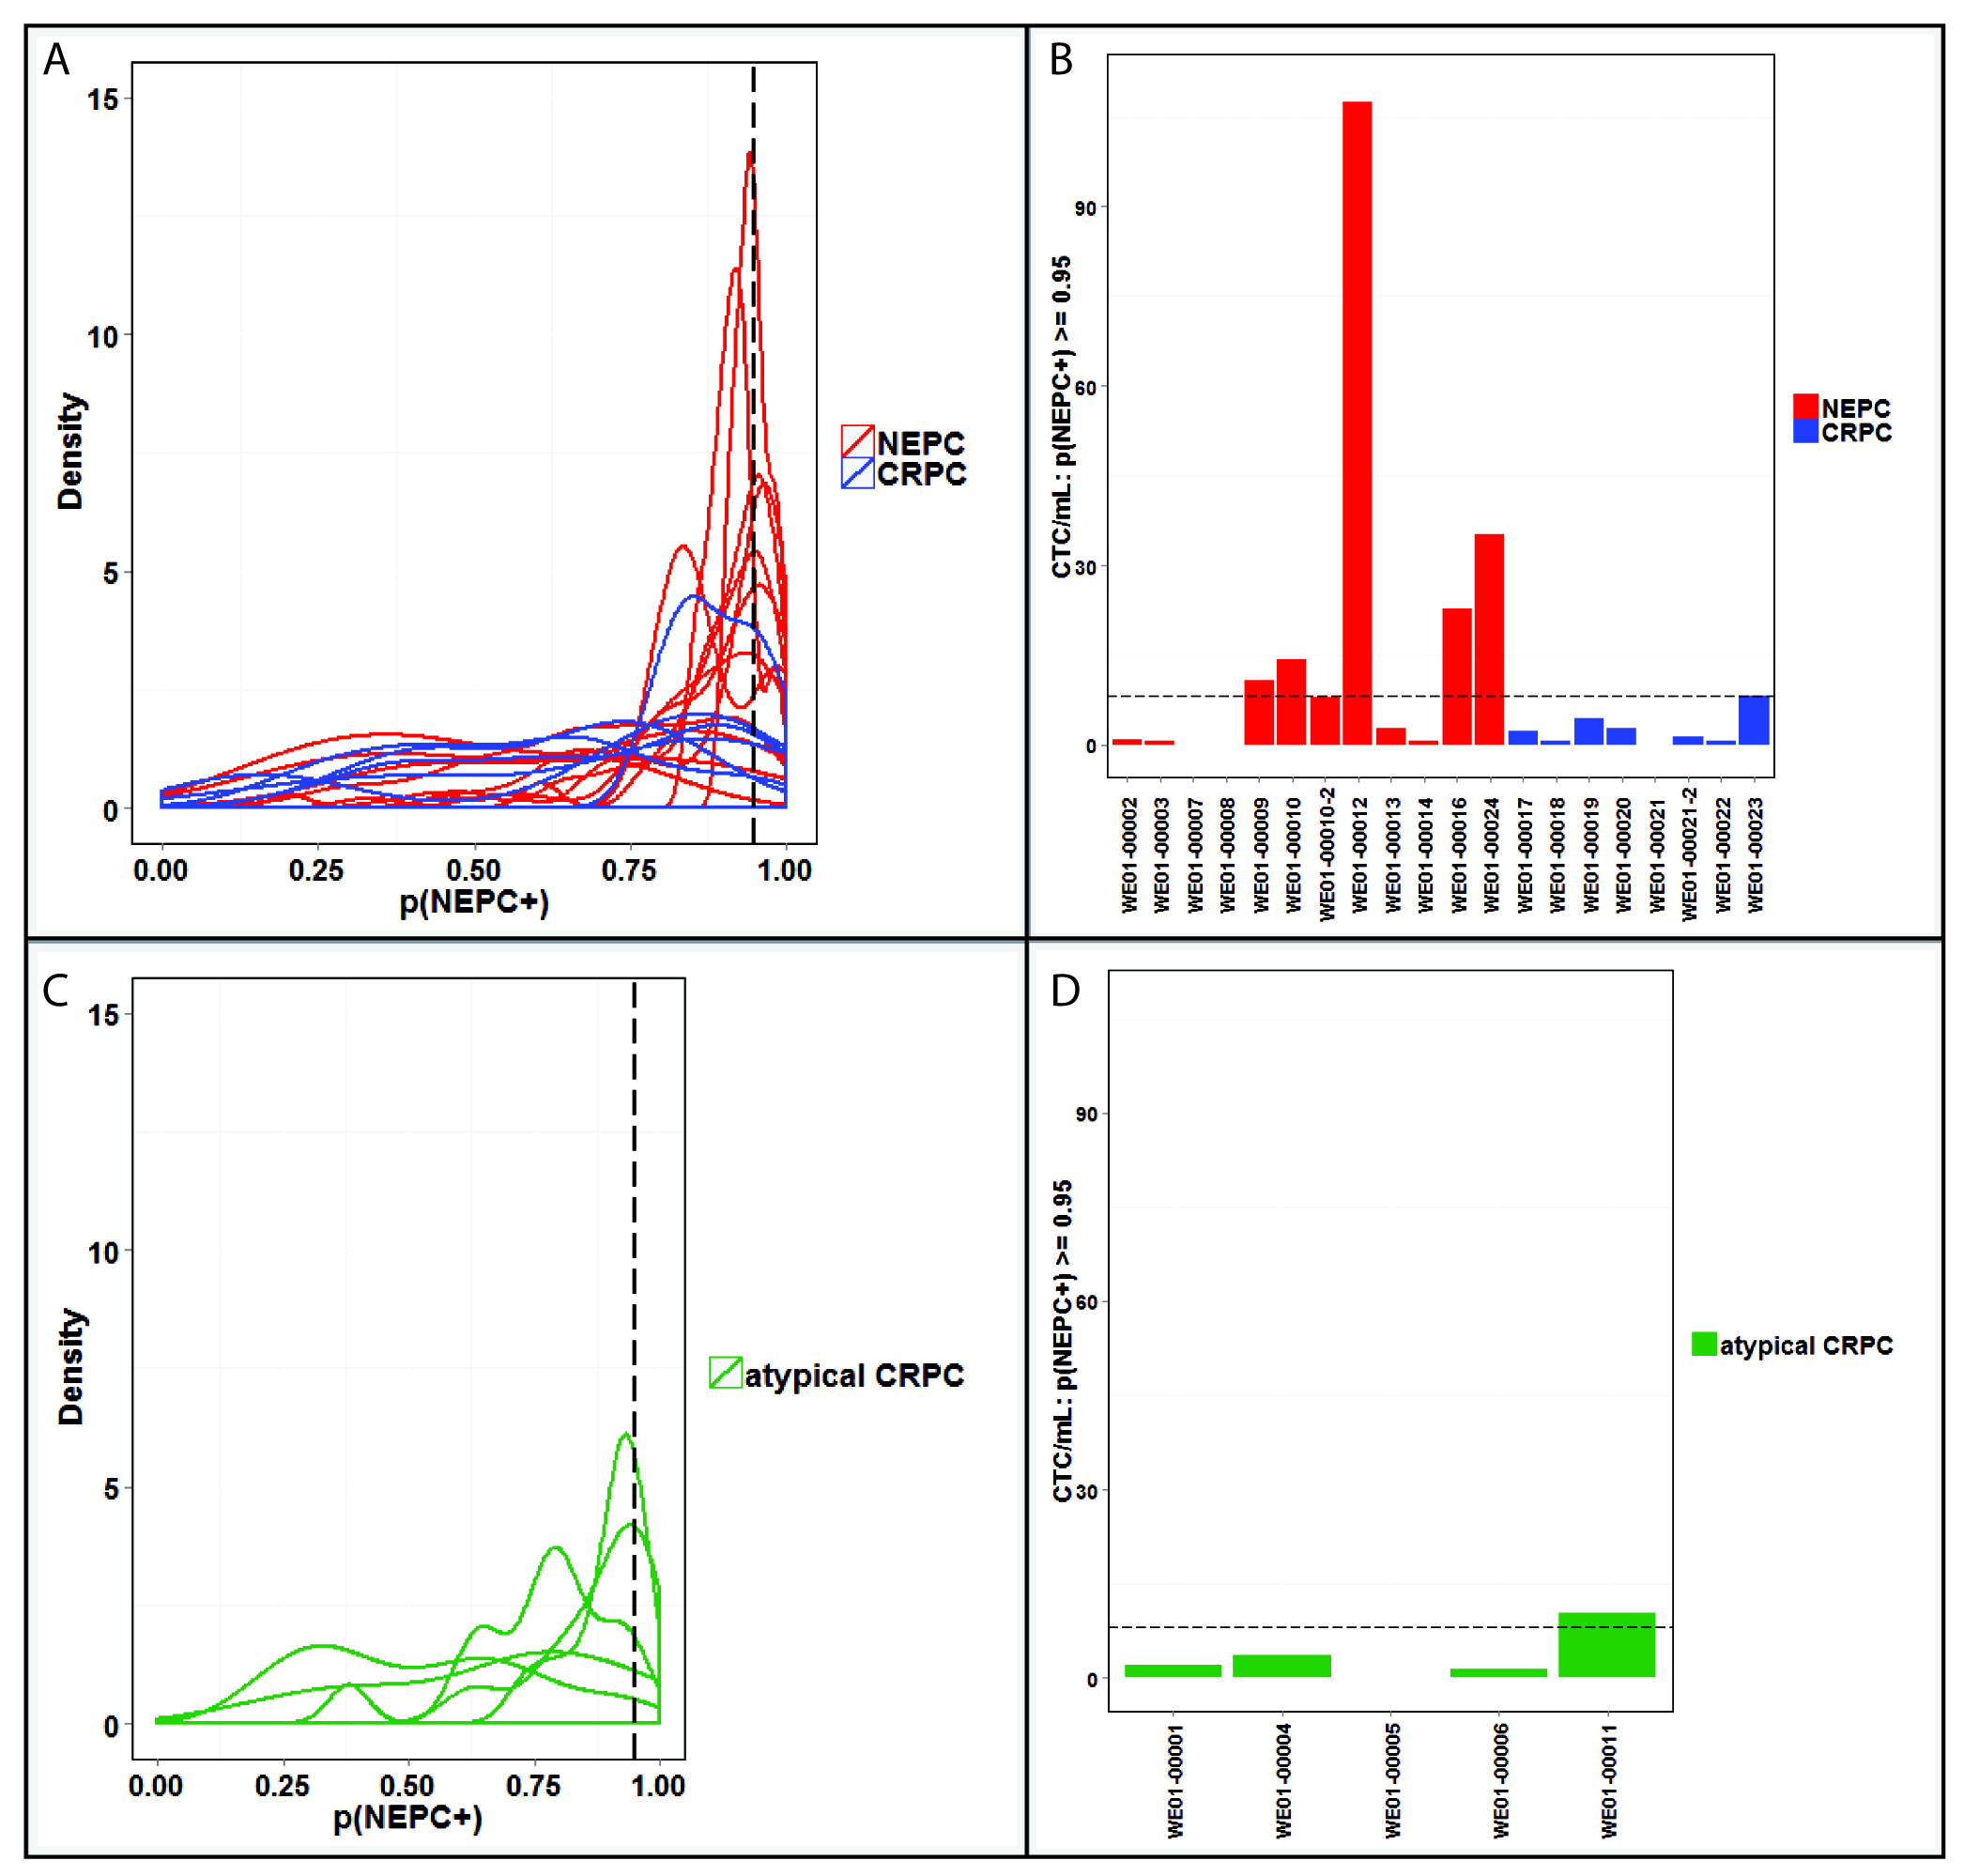 A
15
10
5
0
Density
0.00 0.25 0.50 0.75 1.00
p(NEPC+)
NEPC
CRPC
B
CTC/mL: p(NEPC+) >= 0.95
90
60
30
0
WE01-00002
WE01-00003
WE01-00007
WE01-00008
WE01-00009
WE01-00010
WE01-00010-2
WE01-00012
WE01-00013
WE01-00014
WE01-00016
WE01-00024
WE01-00017
WE01-00018
WE01-00019
WE01-00020
WE01-00021
WE01-00021-2
WE01-00022
WE01-00023
NEPC
CRPC
C
15
10
5
0
Density
0.00 0.25 0.50 0.75 1.00
p(NEPC+)
atypical CRPC
D
CTC/mL: p(NEPC+) >= 0.95
90
60
30
0
WE01-00001
WE01-00004
WE01-00005
WE01-00006
WE01-00011
atypical CRPC